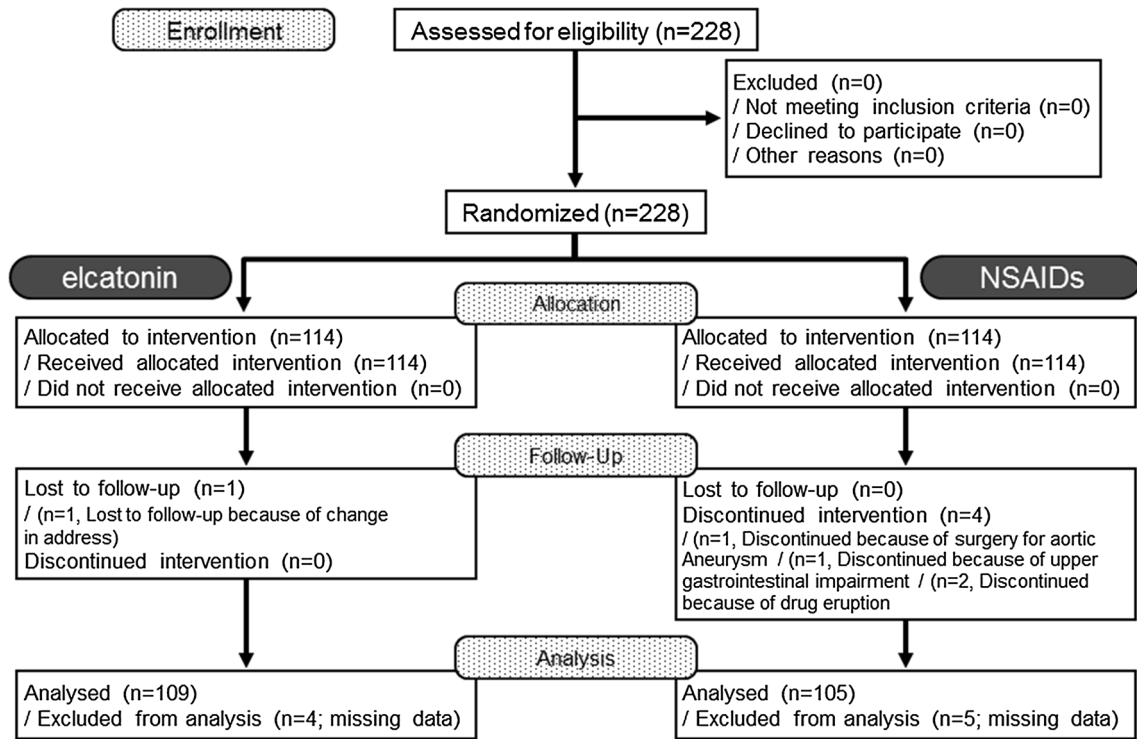 Enrollment
Assessed for eligibility (n=228)
Excluded (n=0)
/ Not meeting inclusion criteria (n=0)
/ Declined to participate (n=0)
/ Other reasons (n=0)
Randomized (n=228)
elcatonin
NSAIDs
Allocation
Allocated to intervention (n=114)
/ Received allocated intervention (n=114)
/ Did not receive allocated intervention (n=0)
Allocated to intervention (n=114)
/ Received allocated intervention (n=114)
/ Did not receive allocated intervention (n=0)
Follow-Up
Lost to follow-up (n=1)
/ (n=1, Lost to follow-up because of change
in address)
Discontinued intervention (n=0)
Lost to follow-up (n=0)
Discontinued intervention (n=4)
/ (n=1, Discontinued because of surgery for aortic
Aneurysm / (n=1, Discontinued because of upper
gastrointestinal impairment / (n=2, Discontinued
because of drug eruption
Analysis
Analysed (n=109)
/ Excluded from analysis (n=4; missing data)
Analysed (n=105)
/ Excluded from analysis (n=5; missing data)